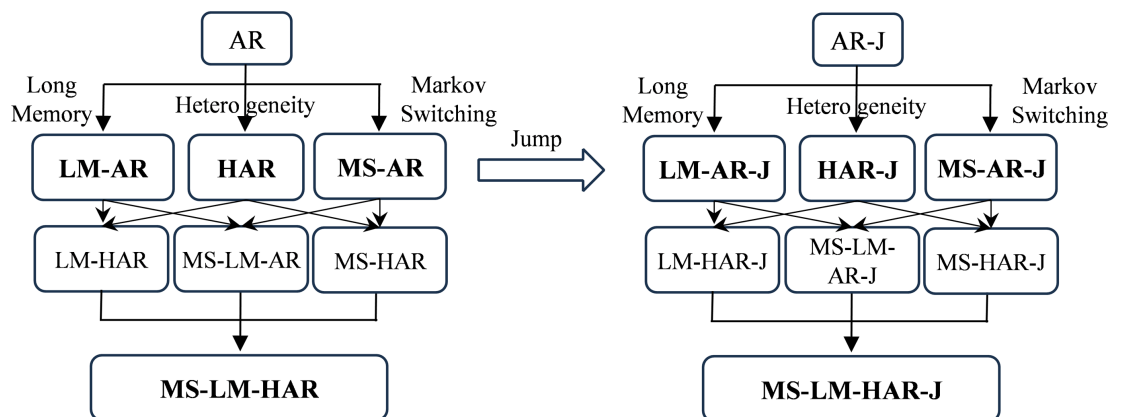 AR
Long
Memory
Hetero geneity
Markov
Switching
LM-AR
HAR
MS-AR
LM-HAR
MS-LM-AR
MS-HAR
MS-LM-HAR
Jump
AR-J
Long
Memory
Hetero geneity
Markov
Switching
LM-AR-J
HAR-J
MS-AR-J
LM-HAR-J
MS-LM-
AR-J
MS-HAR-J
MS-LM-HAR-J